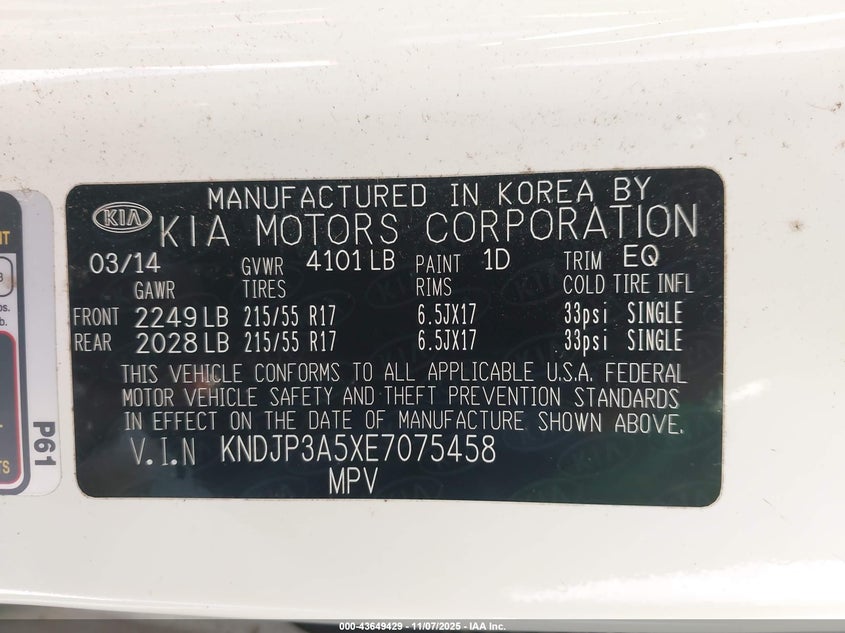 MANUFACTURED IN KOREA BY
KIA KIA MOTORS CORPORATION
03/14 GVWR 4101 LB PAINT 1D TRIM EQ
GAWR TIRES RIMS COLD TIRE INFL
FRONT 2249 LB 215/55 R17 6.5JX17 33psi SINGLE
REAR 2028 LB 215/55 R17 6.5JX17 33psi SINGLE
THIS VEHICLE CONFORMS TO ALL APPLICABLE U.S.A. FEDERAL
MOTOR VEHICLE SAFETY AND THEFT PREVENTION STANDARDS
IN EFFECT ON THE DATE OF MANUFACTURE SHOWN ABOVE.
V.I.N KNDJP3A5XE7075458
MPV
P61
000-43649429 - 11/07/2025 - IAA Inc.